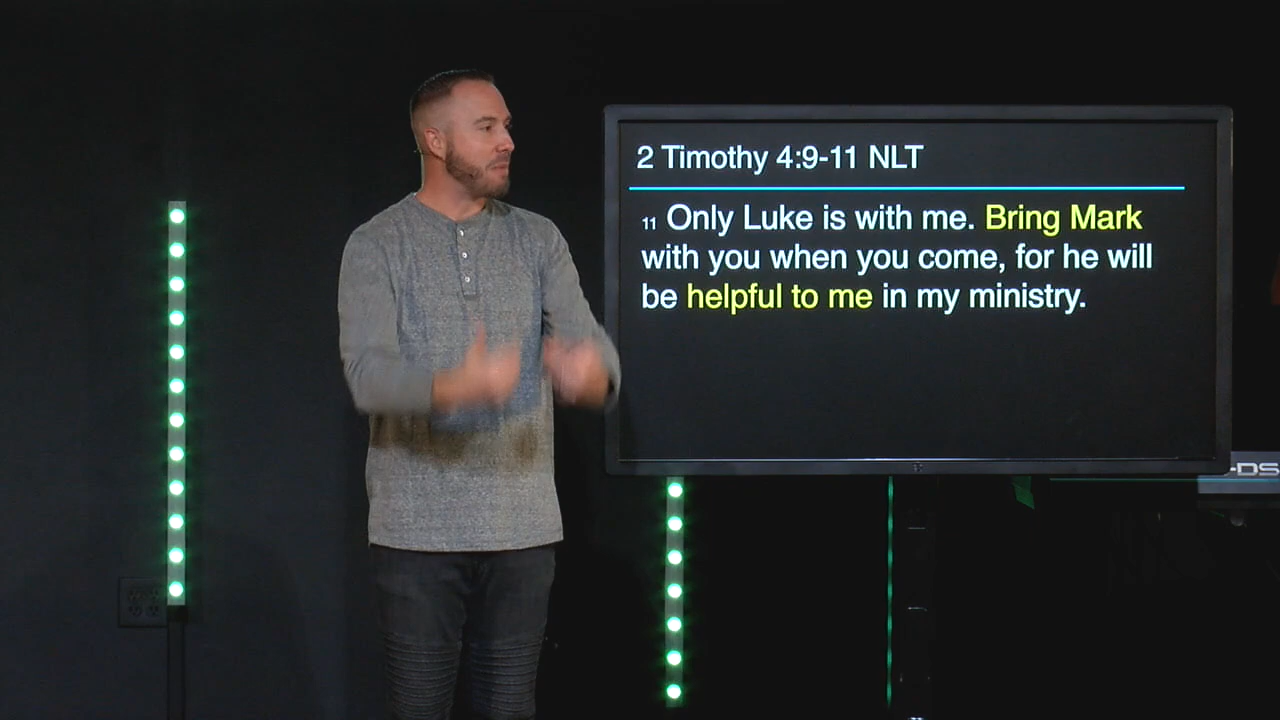 2 Timothy 4:9-11 NLT
11 Only Luke is with me. Bring Mark
with you when you come, for he will
be helpful to me in my ministry.
-DS